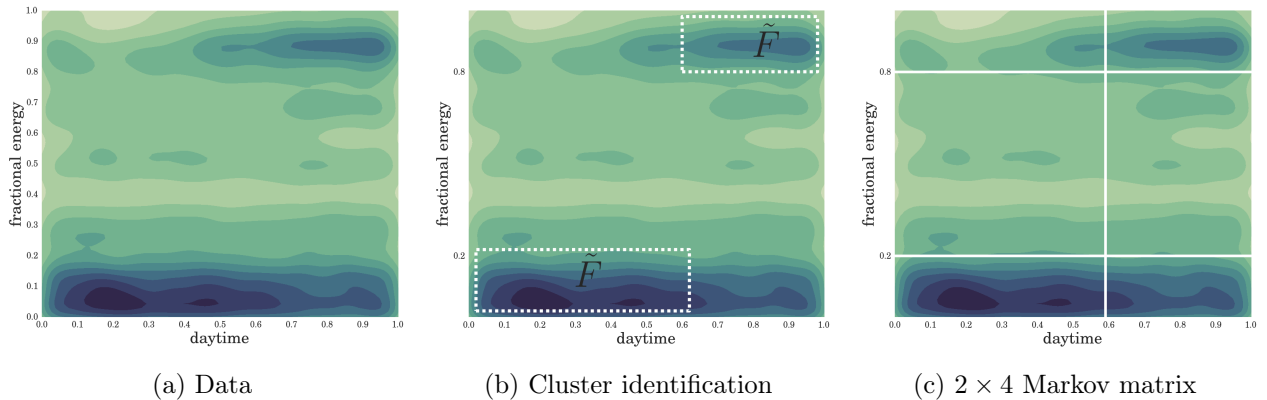 1.0
0.9
0.8
0.7
0.6
0.5
0.4
0.3
0.2
0.1
0.0
fractional energy
0.0 0.1 0.2 0.3 0.4 0.5 0.6 0.7 0.8 0.9 1.0
daytime
(a) Data
0.8
0.2
fractional energy
F̃
F̃
0.0 0.1 0.2 0.3 0.4 0.5 0.6 0.7 0.8 0.9 1.0
daytime
(b) Cluster identification
0.8
0.2
fractional energy
0.0 0.1 0.2 0.3 0.4 0.5 0.6 0.7 0.8 0.9 1.0
daytime
(c) 2 × 4 Markov matrix